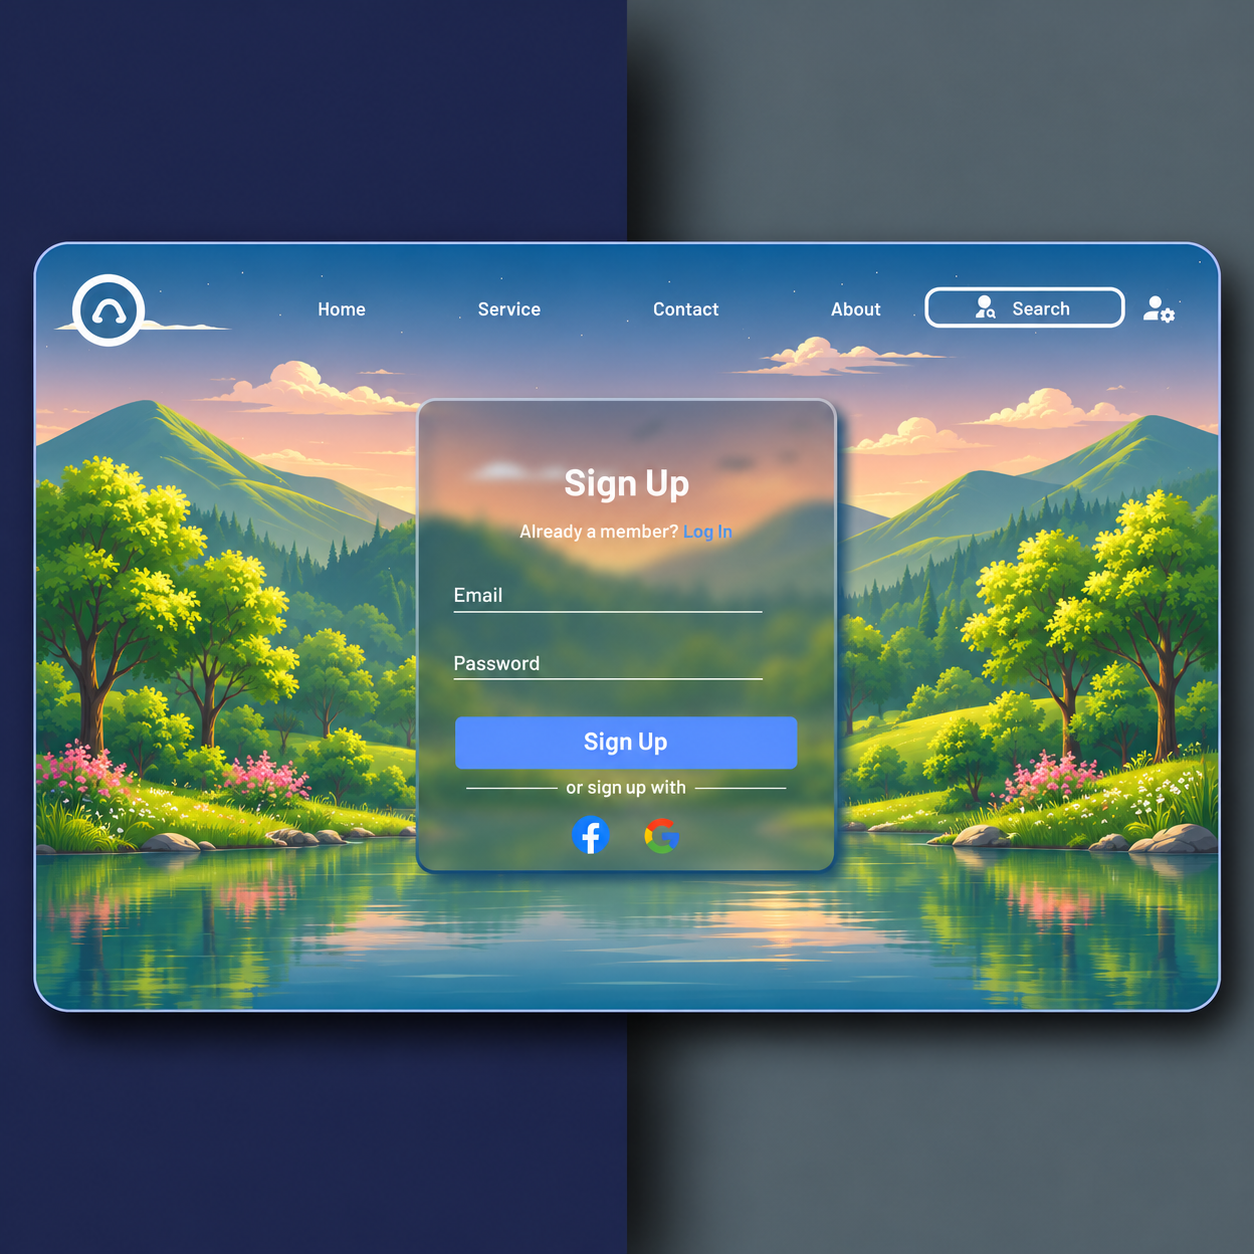 Home Service Contact About Search
Sign Up
Already a member? Log In
Email
Password
Sign Up
or sign up with